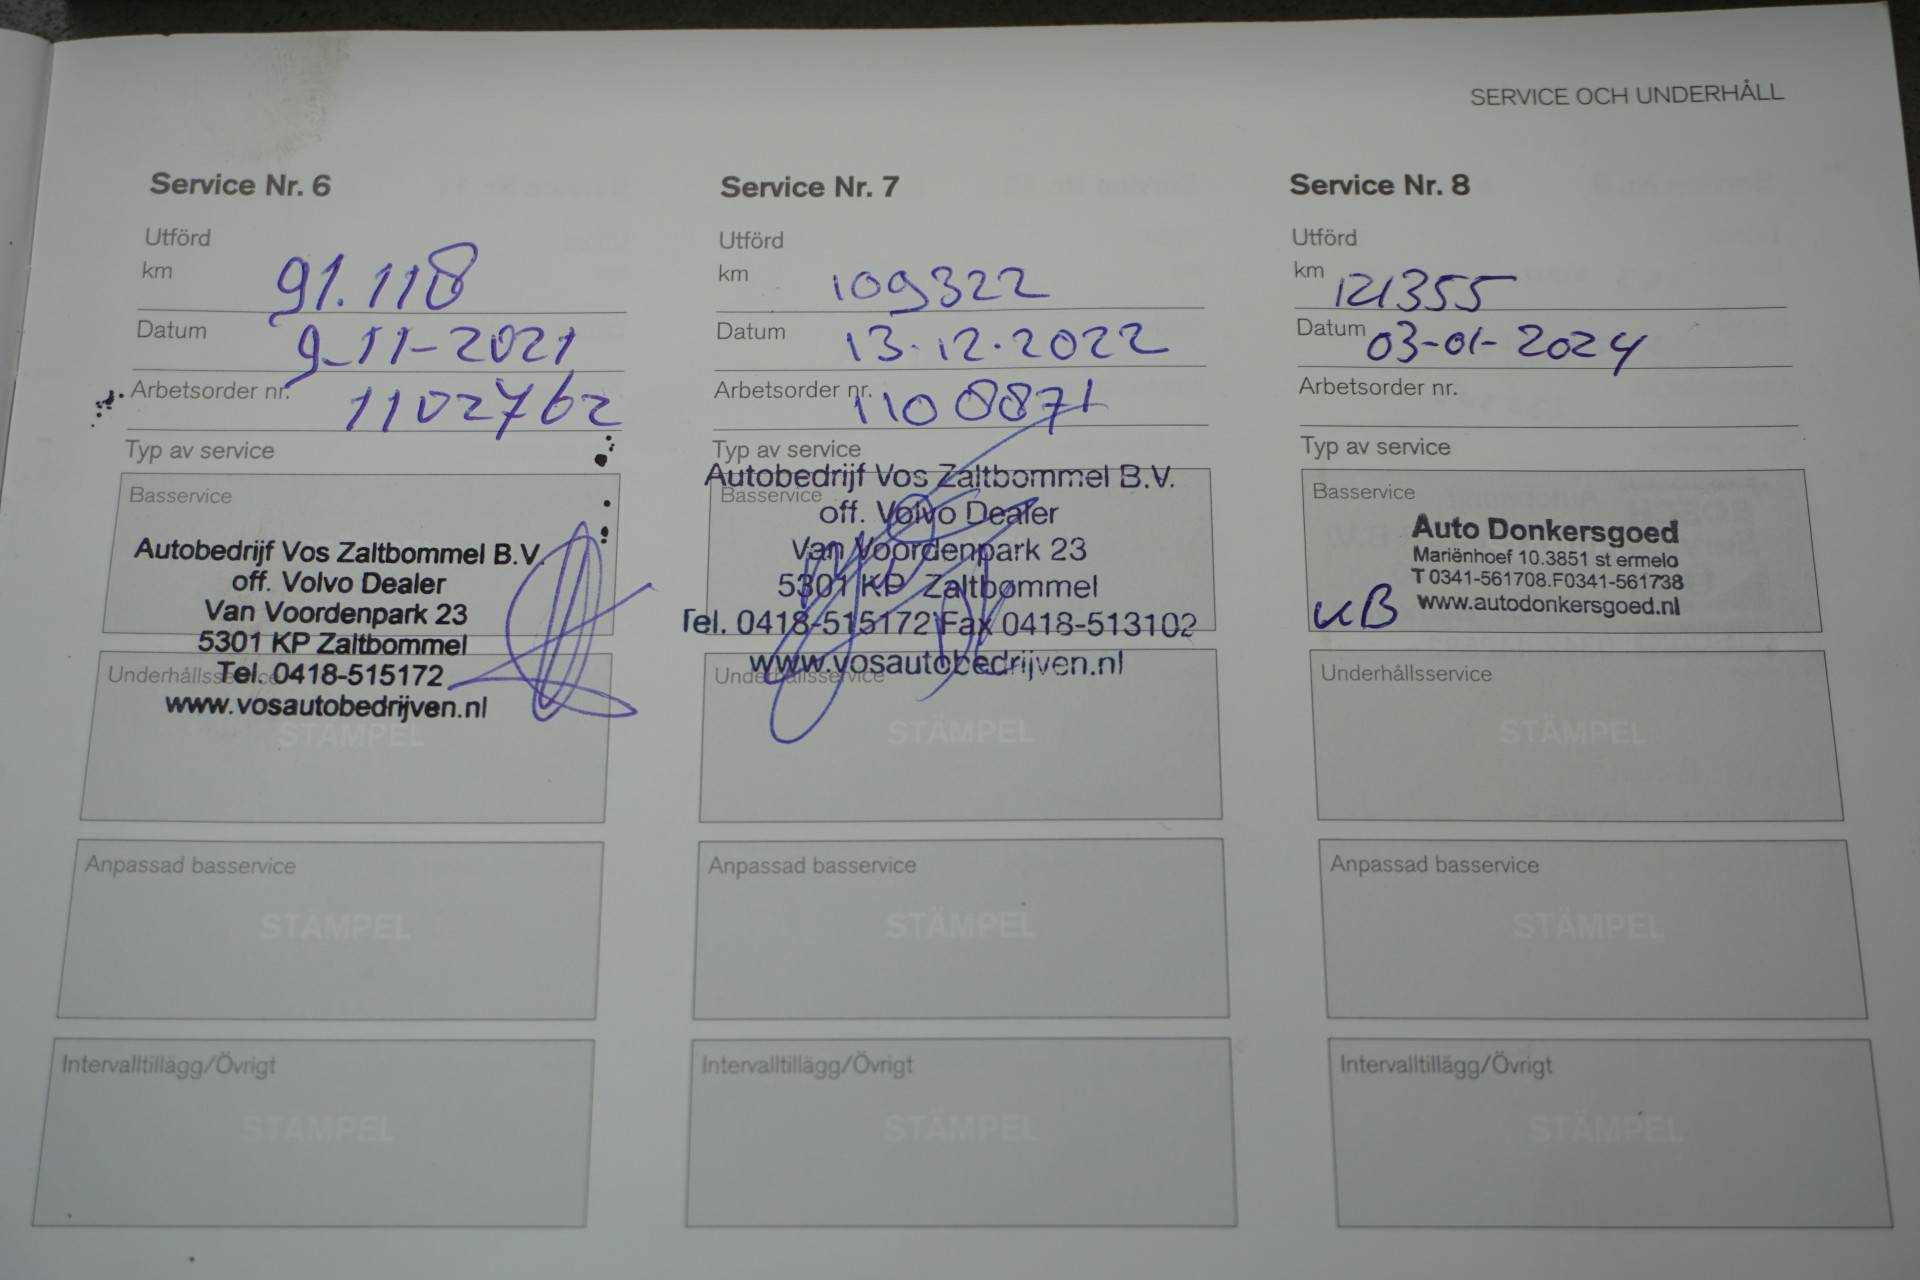 SERVICE OCH UNDERHÅLL
Service Nr. 6
Utförd
km 91.118
Datum 9-11-2021
Arbetsorder nr. 1102762
Typ av service
Basservice
Autobedrijf Vos Zaltbommel B.V.
off. Volvo Dealer
Van Voordenpark 23
5301 KP Zaltbommel
Tel. 0418-515172
www.vosautobedrijven.nl
Underhållsservice
STÄMPEL
Anpassad basservice
STÄMPEL
Intervalltillägg/Övrigt
STÄMPEL
Service Nr. 7
Utförd
km 109322
Datum 13.12.2022
Arbetsorder nr. 1108871
Typ av service
Basservice
Autobedrijf Vos Zaltbommel B.V.
off. Volvo Dealer
Van Voordenpark 23
5301 KP Zaltbommel
Tel. 0418-515172 Fax 0418-513102
www.vosautobedrijven.nl
Underhållsservice
STÄMPEL
Anpassad basservice
STÄMPEL
Intervalltillägg/Övrigt
STÄMPEL
Service Nr. 8
Utförd
km 121355
Datum 03-01-2024
Arbetsorder nr.
Typ av service
Basservice
Auto Donkersgoed
Mariënhoef 10.3851 st ermelo
T 0341-561708.F0341-561738
www.autodonkersgoed.nl
KB
Underhållsservice
STÄMPEL
Anpassad basservice
STÄMPEL
Intervalltillägg/Övrigt
STÄMPEL